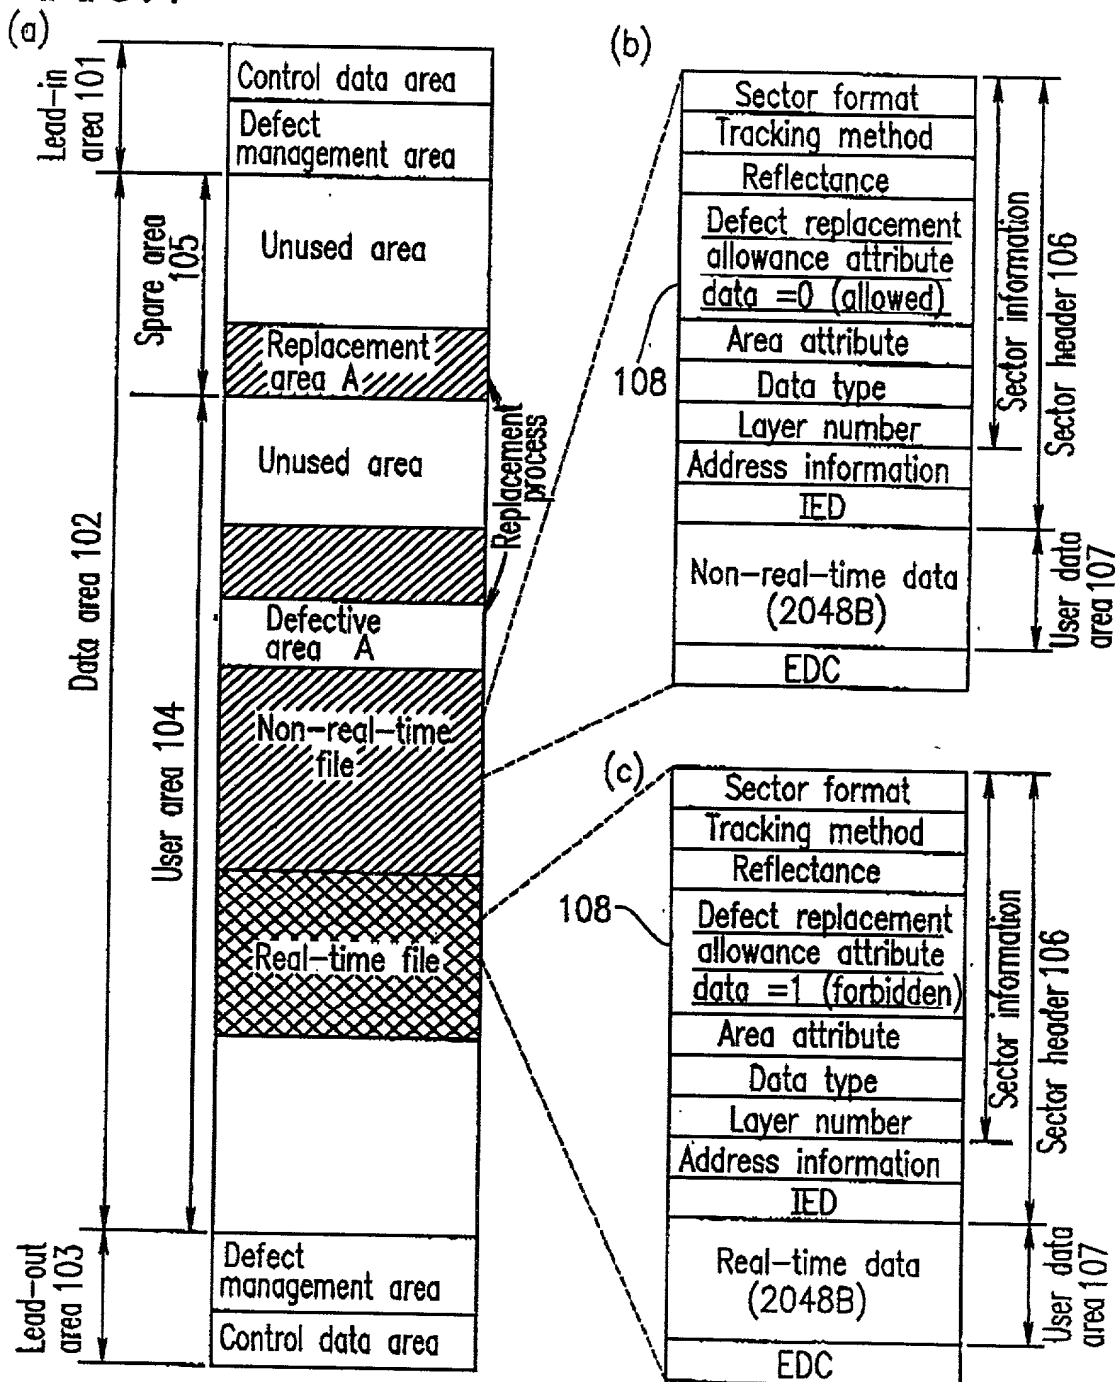 (a)
Lead-in
area 101
Control data area
Defect
management area
Data area 102
Spare area
105
Unused area
Replacement
area A
User area 104
Unused area
Replacement
process
Defective
area A
Non-real-time
file
Real-time file
Lead-out
area 103
Defect
management area
Control data area
(b)
Sector format
Tracking method
Reflectance
Defect replacement
allowance attribute
data =0 (allowed)
108
Area attribute
Data type
Layer number
Address information
IED
Non-real-time data
(2048B)
EDC
Sector information
Sector header 106
User data
area 107
(c)
Sector format
Tracking method
Reflectance
108
Defect replacement
allowance attribute
data =1 (forbidden)
Area attribute
Data type
Layer number
Address information
IED
Real-time data
(2048B)
EDC
Sector information
Sector header 106
User data
area 107